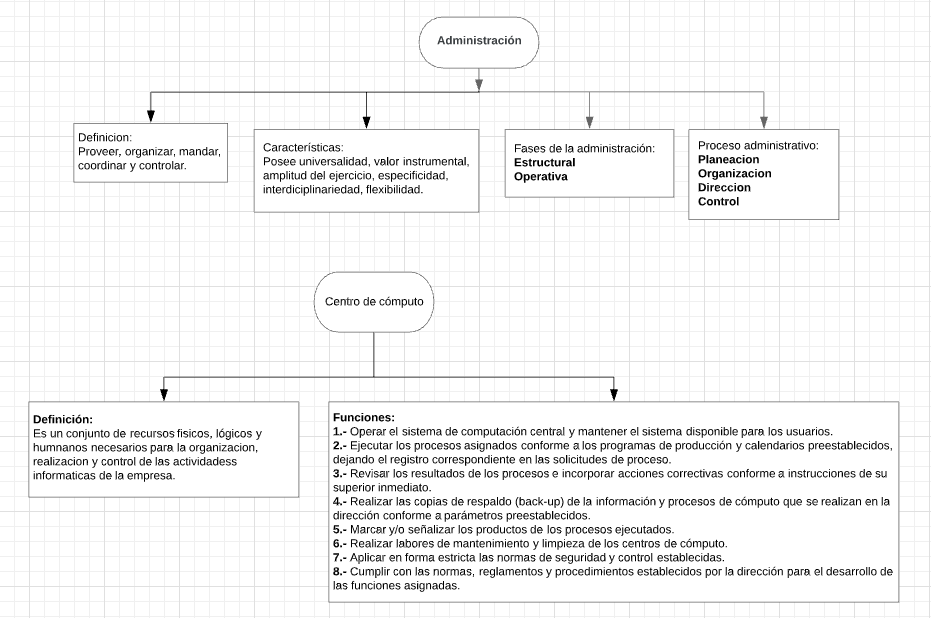 Administración
Definicion:
Proveer, organizar, mandar,
coordinar y controlar.
Características:
Posee universalidad, valor instrumental,
amplitud del ejercicio, especificidad,
interdiciplinariedad, flexibilidad.
Fases de la administración:
Estructural
Operativa
Proceso administrativo:
Planeacion
Organizacion
Direccion
Control
Centro de cómputo
Definición:
Es un conjunto de recursos fisicos, lógicos y
humnanos necesarios para la organizacion,
realizacion y control de las actividadess
informaticas de la empresa.
Funciones:
1.- Operar el sistema de computación central y mantener el sistema disponible para los usuarios.
2.- Ejecutar los procesos asignados conforme a los programas de producción y calendarios preestablecidos,
dejando el registro correspondiente en las solicitudes de proceso.
3.- Revisar los resultados de los procesos e incorporar acciones correctivas conforme a instrucciones de su
superior inmediato.
4.- Realizar las copias de respaldo (back-up) de la información y procesos de cómputo que se realizan en la
dirección conforme a parámetros preestablecidos.
5.- Marcar y/o señalizar los productos de los procesos ejecutados.
6.- Realizar labores de mantenimiento y limpieza de los centros de cómputo.
7.- Aplicar en forma estricta las normas de seguridad y control establecidas.
8.- Cumplir con las normas, reglamentos y procedimientos establecidos por la dirección para el desarrollo de
las funciones asignadas.